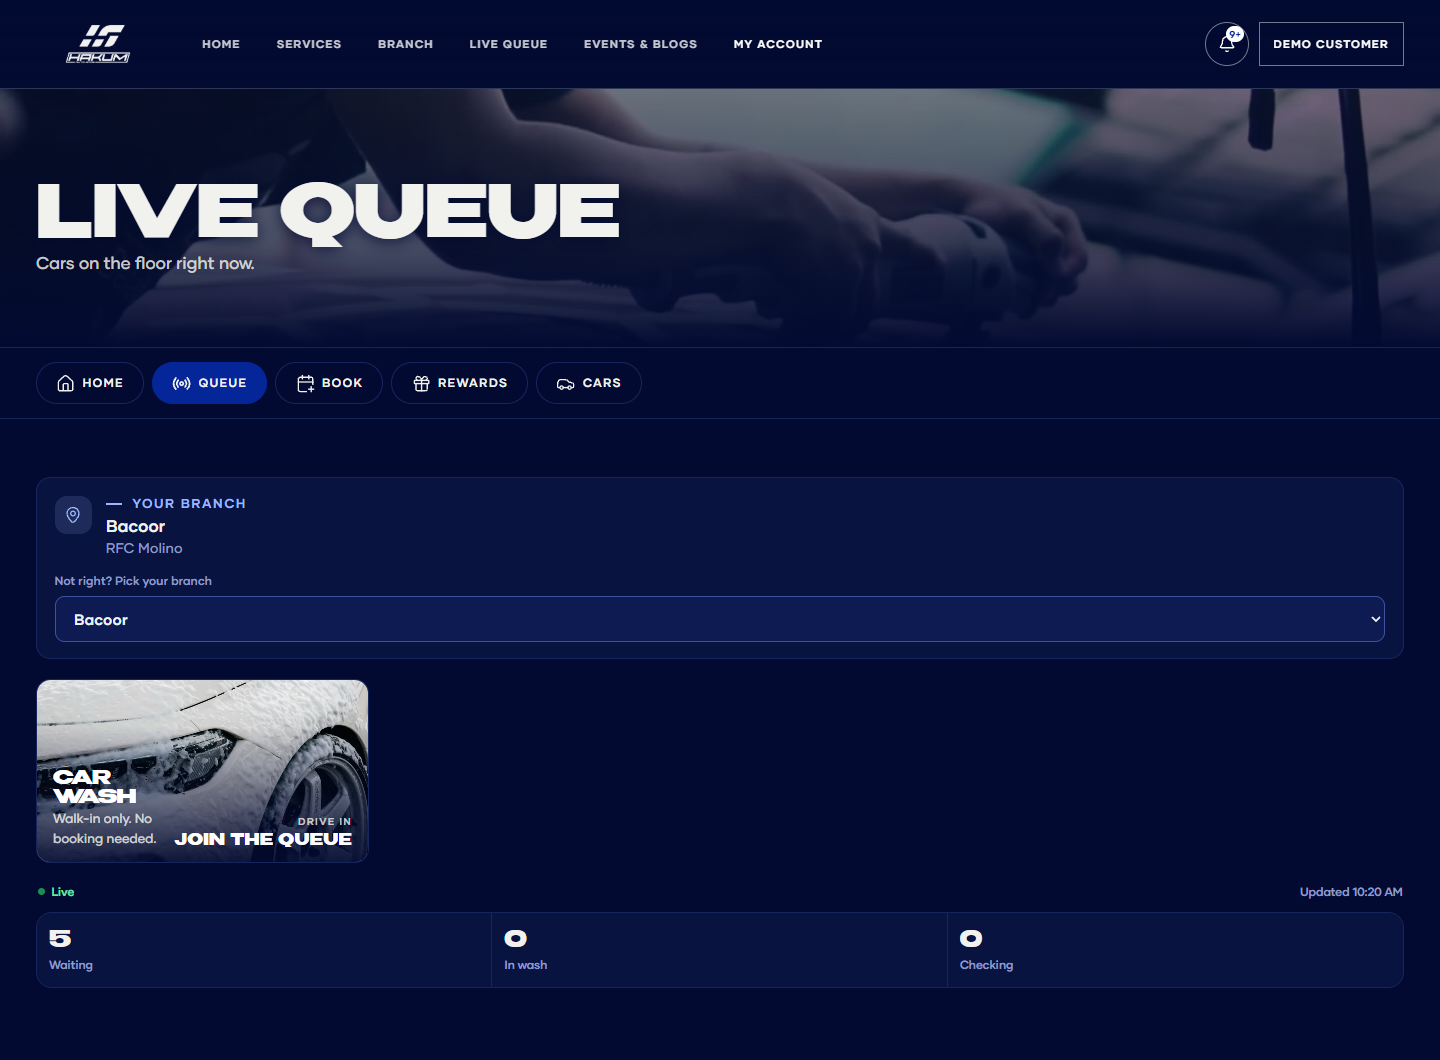 HAKUM
HOME
SERVICES
BRANCH
LIVE QUEUE
EVENTS & BLOGS
MY ACCOUNT
9+
DEMO CUSTOMER
LIVE QUEUE
Cars on the floor right now.
HOME
QUEUE
BOOK
REWARDS
CARS
YOUR BRANCH
Bacoor
RFC Molino
Not right? Pick your branch
Bacoor
CAR
WASH
Walk-in only. No
booking needed.
DRIVE IN
JOIN THE QUEUE
Live
Updated 10:20 AM
5
Waiting
0
In wash
0
Checking